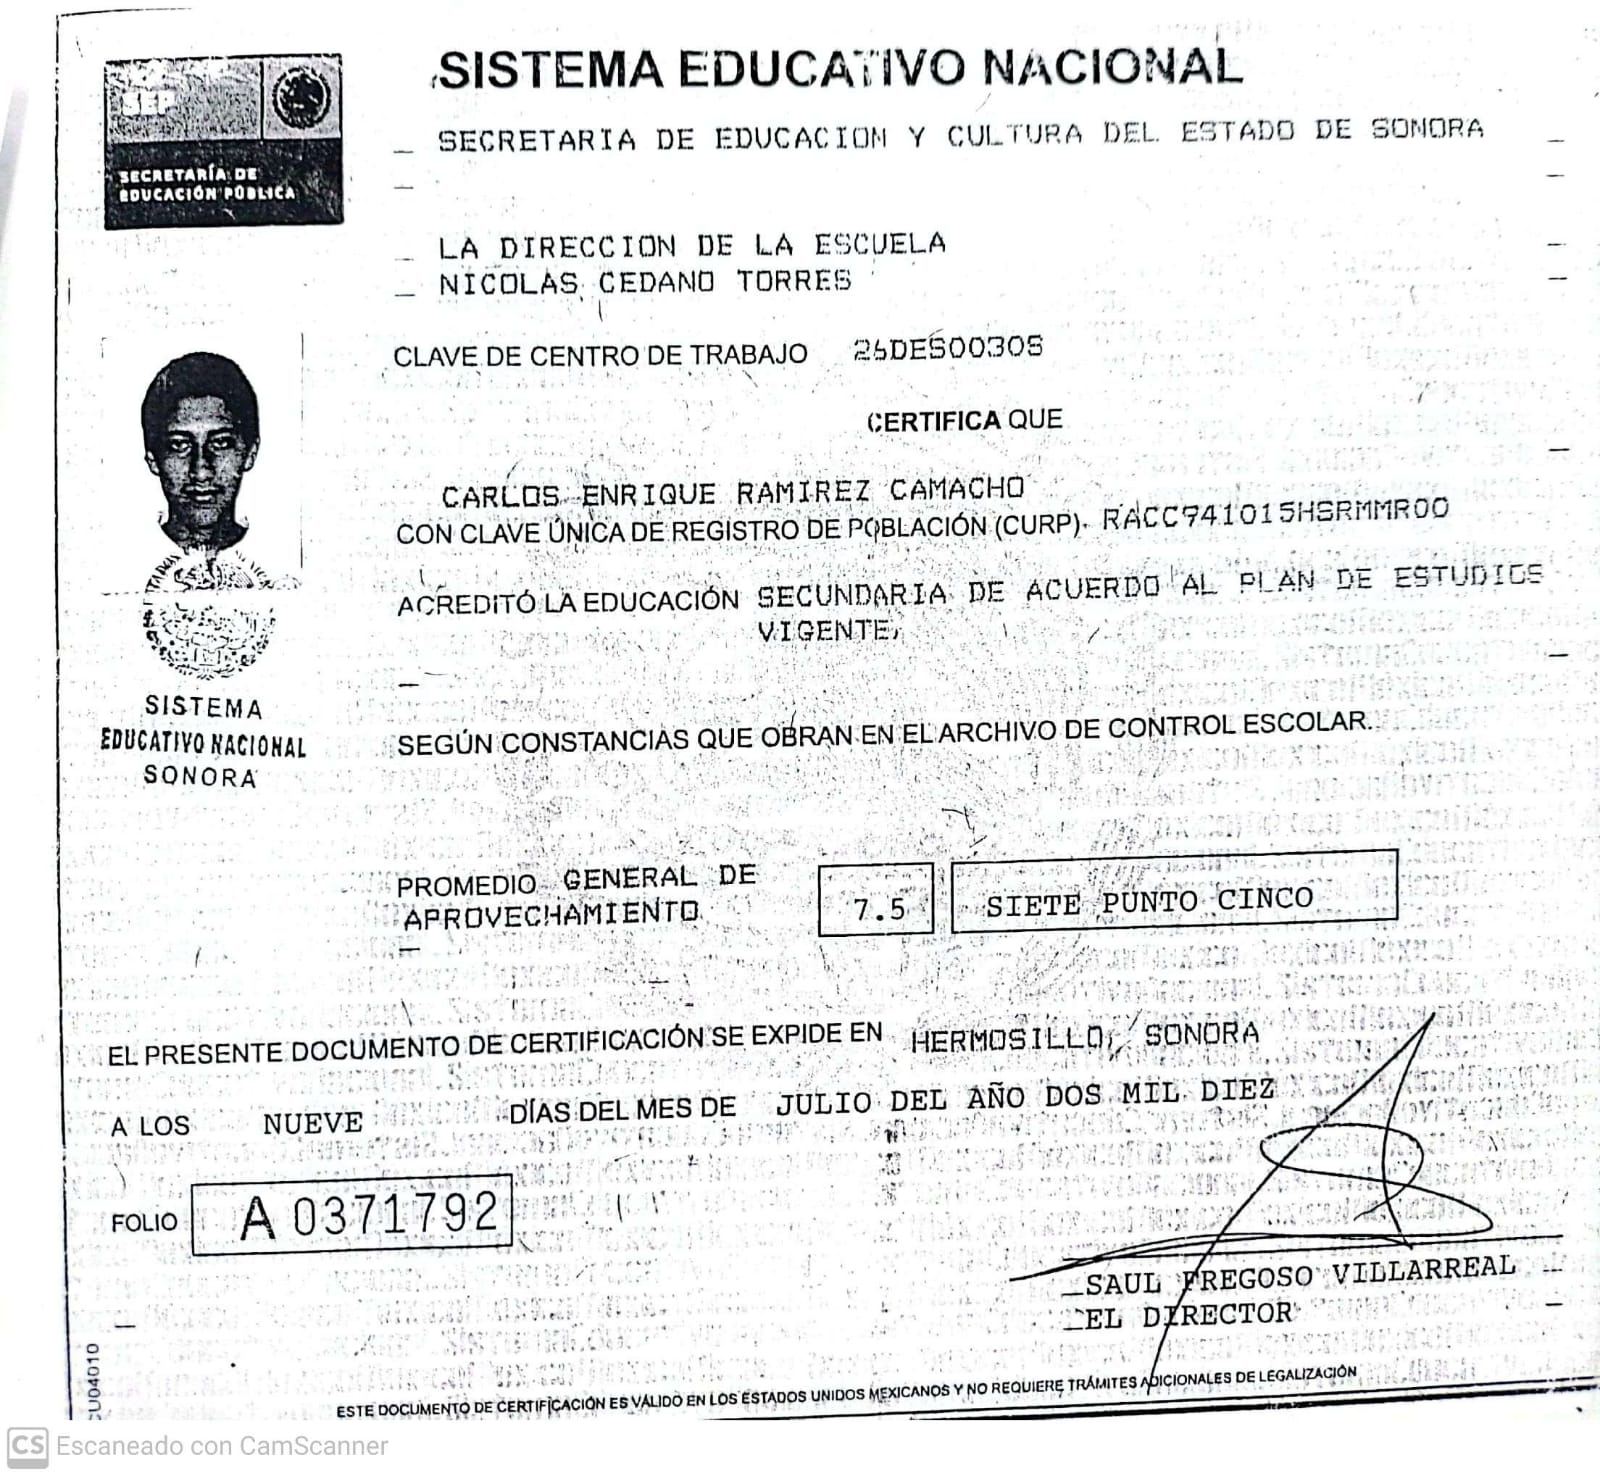 SISTEMA EDUCATIVO NACIONAL
SEP
SECRETARÍA DE
EDUCACIÓN PÚBLICA
SECRETARIA DE EDUCACION Y CULTURA DEL ESTADO DE SONORA
LA DIRECCION DE LA ESCUELA
NICOLAS CEDANO TORRES
CLAVE DE CENTRO DE TRABAJO 26DES0030S
CERTIFICA QUE
CARLOS ENRIQUE RAMIREZ CAMACHO
CON CLAVE ÚNICA DE REGISTRO DE POBLACIÓN (CURP) RACC941015HSRMMR00
ACREDITÓ LA EDUCACIÓN SECUNDARIA DE ACUERDO AL PLAN DE ESTUDIOS
VIGENTE,
SISTEMA
EDUCATIVO NACIONAL
SONORA
SEGÚN CONSTANCIAS QUE OBRAN EN EL ARCHIVO DE CONTROL ESCOLAR.
PROMEDIO GENERAL DE
APROVECHAMIENTO
7.5 SIETE PUNTO CINCO
EL PRESENTE DOCUMENTO DE CERTIFICACIÓN SE EXPIDE EN HERMOSILLO, SONORA
A LOS NUEVE DÍAS DEL MES DE JULIO DEL AÑO DOS MIL DIEZ
FOLIO A 0371792
SAUL FREGOSO VILLARREAL
EL DIRECTOR
ESTE DOCUMENTO DE CERTIFICACIÓN ES VÁLIDO EN LOS ESTADOS UNIDOS MEXICANOS Y NO REQUIERE TRÁMITES ADICIONALES DE LEGALIZACIÓN
CS Escaneado con CamScanner